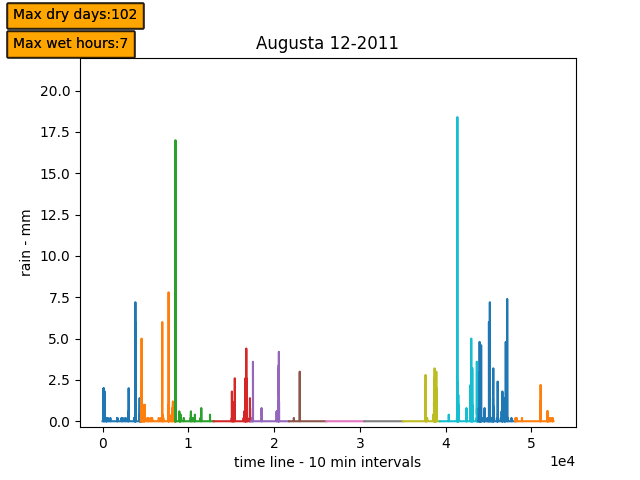 Max dry days:102
Max wet hours:7
Augusta 12-2011
rain - mm
20.0
17.5
15.0
12.5
10.0
7.5
5.0
2.5
0.0
0 1 2 3 4 5
1e4
time line - 10 min intervals